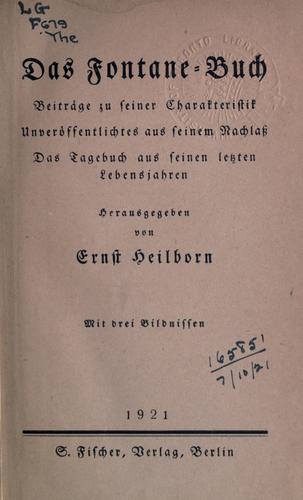 LG
F679
The
Das Fontane-Buch
Beiträge zu seiner Charakteristik
Unveröffentlichtes aus seinem Nachlaß
Das Tagebuch aus seinen letzten
Lebensjahren
Herausgegeben
von
Ernst Heilborn
Mit drei Bildnissen
165851
7/10/21
1921
S. Fischer, Verlag, Berlin